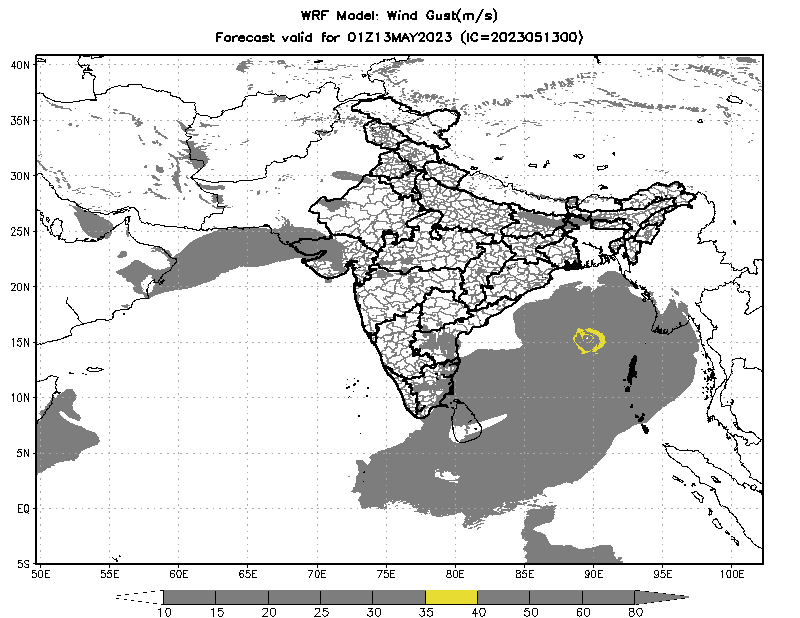 WRF Model: Wind Gust(m/s)
Forecast valid for 01Z13MAY2023 (IC=2023051300)
40N
35N
30N
25N
20N
15N
10N
5N
EQ
5S
50E 55E 60E 65E 70E 75E 80E 85E 90E 95E 100E
10 15 20 25 30 35 40 50 60 80